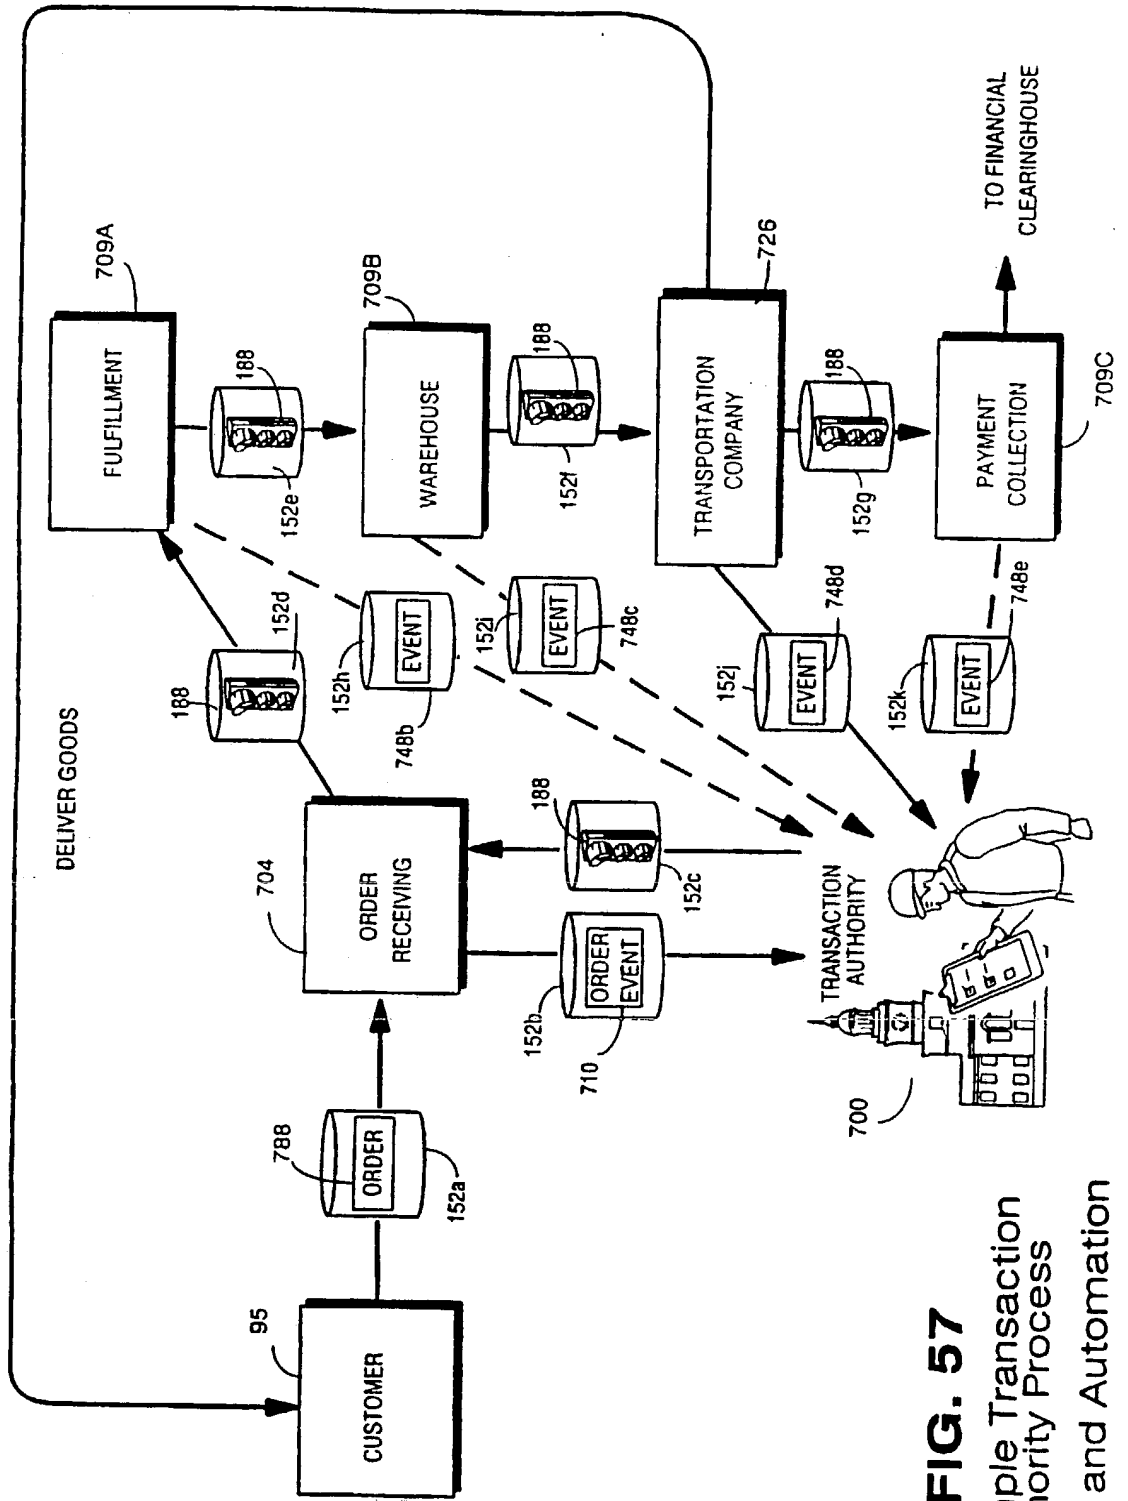 DELIVER GOODS
95
CUSTOMER
788
ORDER
152a
704
ORDER
RECEIVING
188
152d
709A
FULFILLMENT
188
152e
709B
WAREHOUSE
188
152f
726
TRANSPORTATION
COMPANY
188
152g
PAYMENT
COLLECTION
709C
TO FINANCIAL
CLEARINGHOUSE
152h
EVENT
748b
152i
EVENT
748c
152j
EVENT
748d
152k
EVENT
748e
152b
ORDER
EVENT
710
188
152c
TRANSACTION
AUTHORITY
700
FIG. 57
Transaction
Process
and Automation